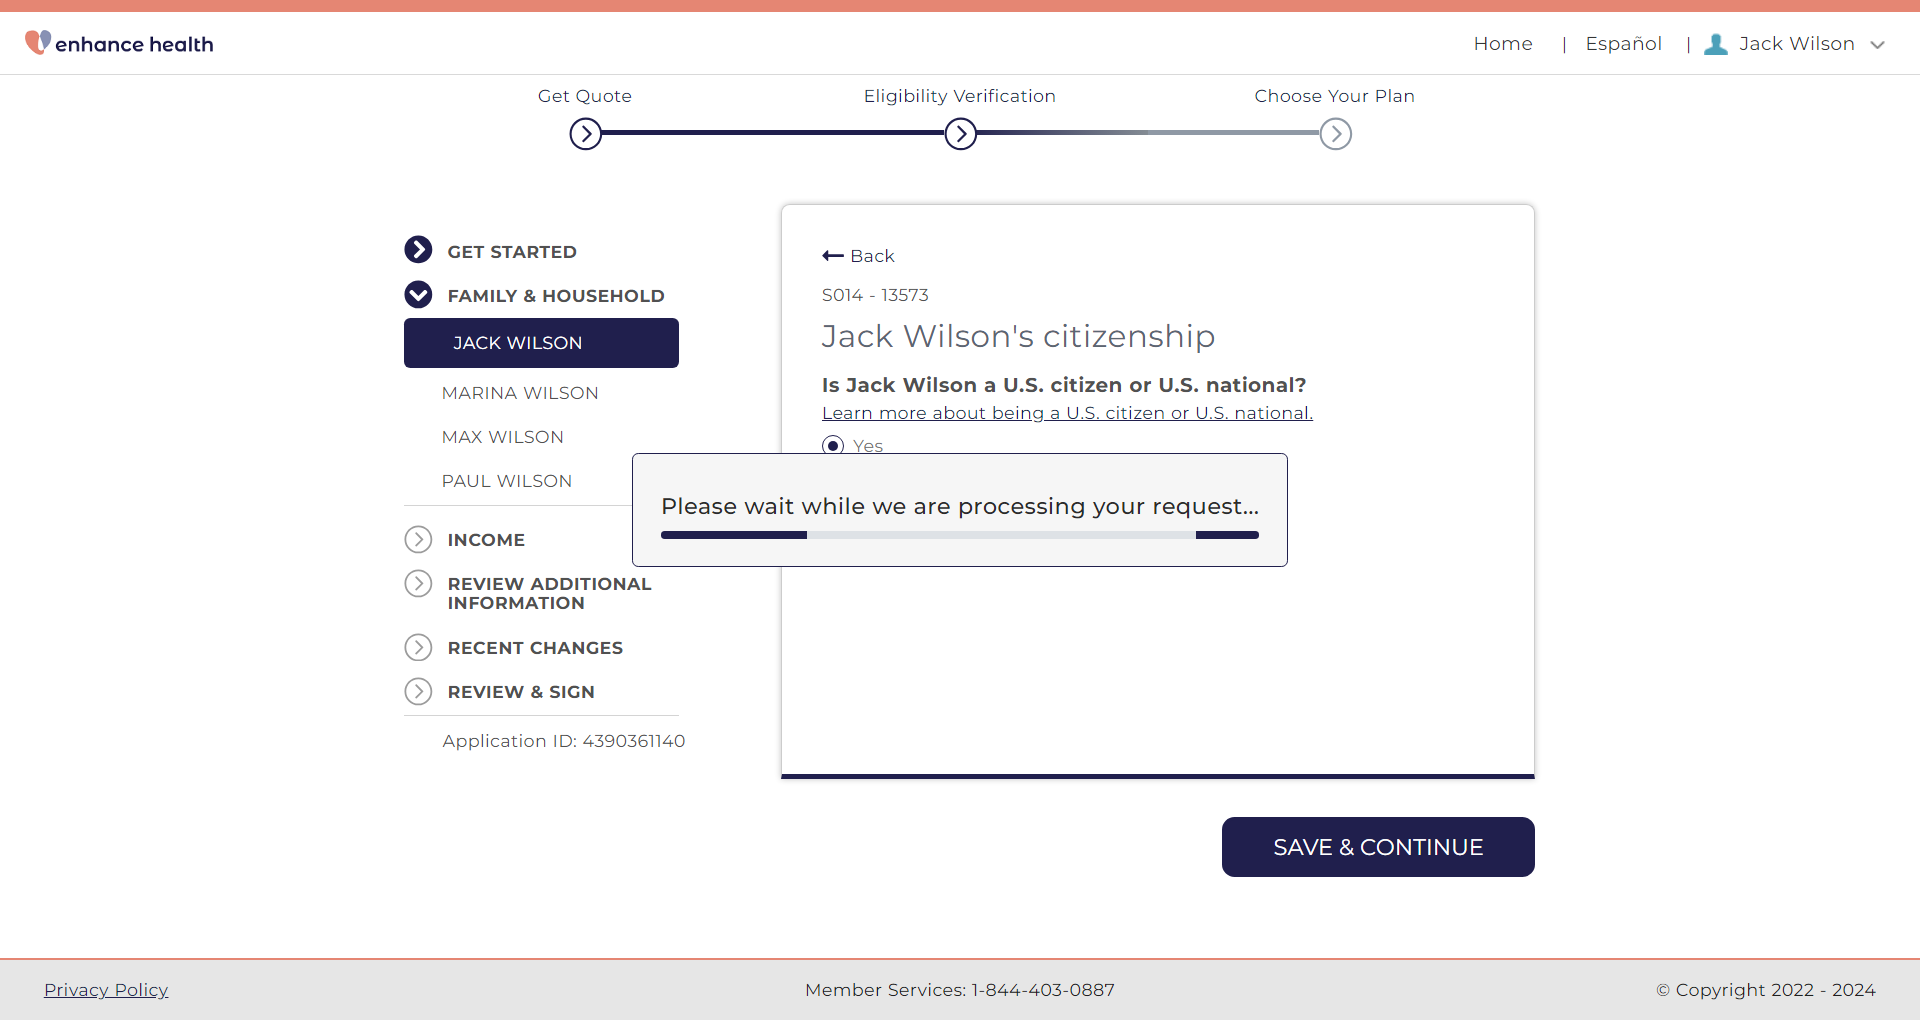 enhance health
Home | Español | Jack Wilson
Get Quote
Eligibility Verification
Choose Your Plan
GET STARTED
FAMILY & HOUSEHOLD
JACK WILSON
MARINA WILSON
MAX WILSON
PAUL WILSON
INCOME
REVIEW ADDITIONAL
INFORMATION
RECENT CHANGES
REVIEW & SIGN
Application ID: 4390361140
Back
S014 - 13573
Jack Wilson's citizenship
Is Jack Wilson a U.S. citizen or U.S. national?
Learn more about being a U.S. citizen or U.S. national.
Yes
Please wait while we are processing your request...
SAVE & CONTINUE
Privacy Policy
Member Services: 1-844-403-0887
© Copyright 2022 - 2024